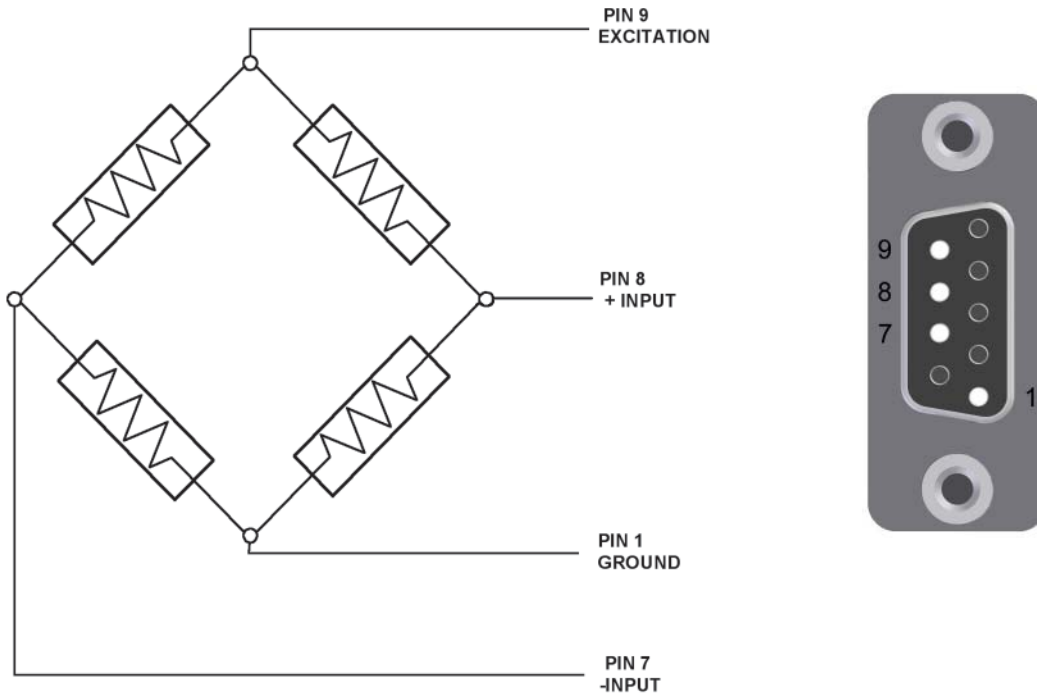 PIN 9
EXCITATION
PIN 8
+ INPUT
PIN 1
GROUND
PIN 7
-INPUT
9
8
7
1